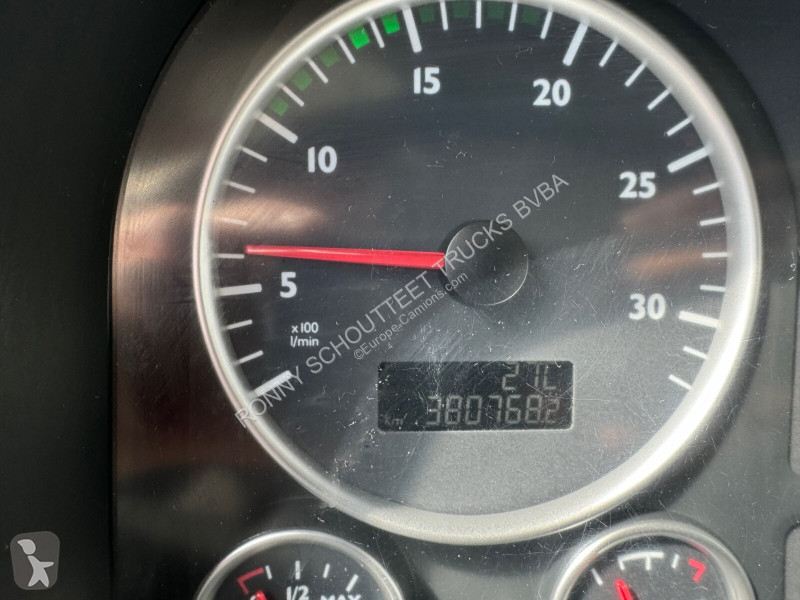 15
20
10
25
5
30
x100
l/min
21L
km 3807682
RONNY SCHOUTTEET TRUCKS BVBA
©Europe-Camions.com
1/2 MAX